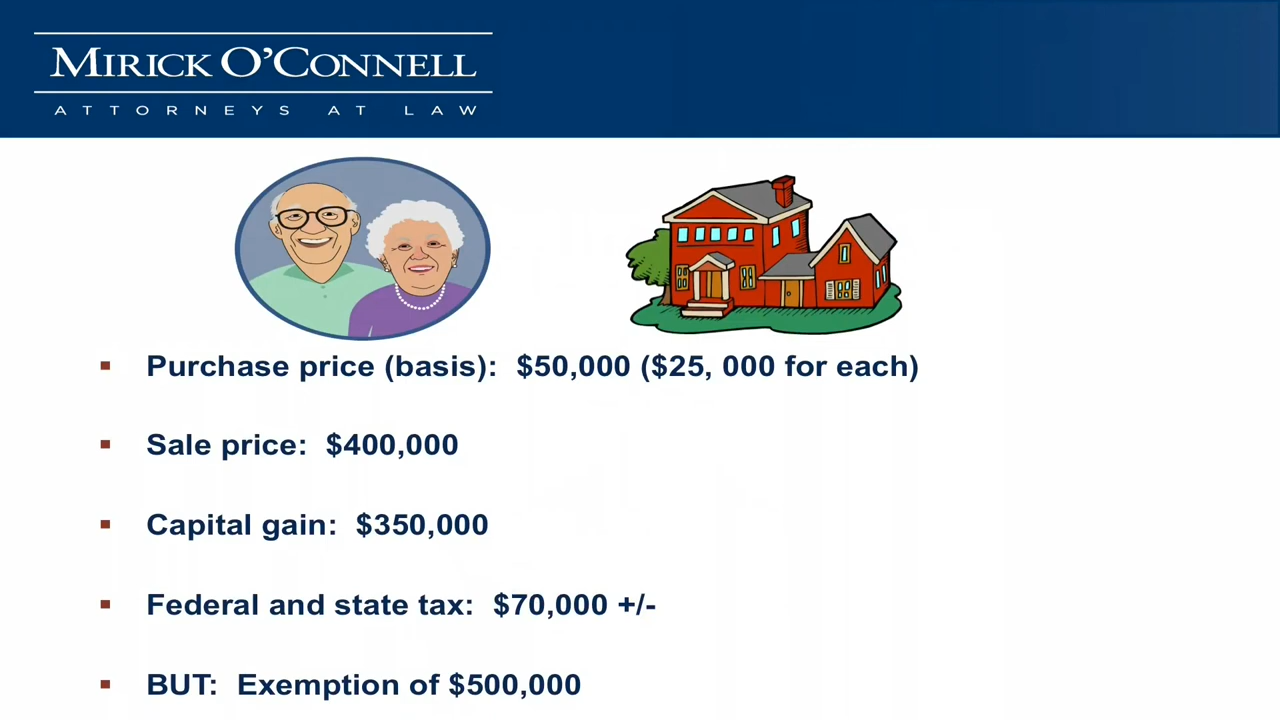 MIRICK O'CONNELL
ATTORNEYS AT LAW
▪ Purchase price (basis): $50,000 ($25, 000 for each)
▪ Sale price: $400,000
▪ Capital gain: $350,000
▪ Federal and state tax: $70,000 +/-
▪ BUT: Exemption of $500,000